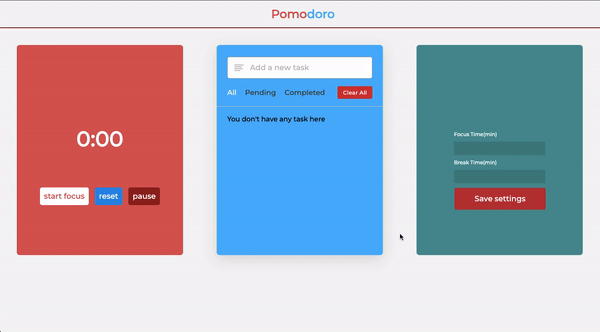 Pomodoro
0:00
start focus reset pause
Add a new task
All Pending Completed Clear All
You don't have any task here
Focus Time(min)
Break Time(min)
Save settings